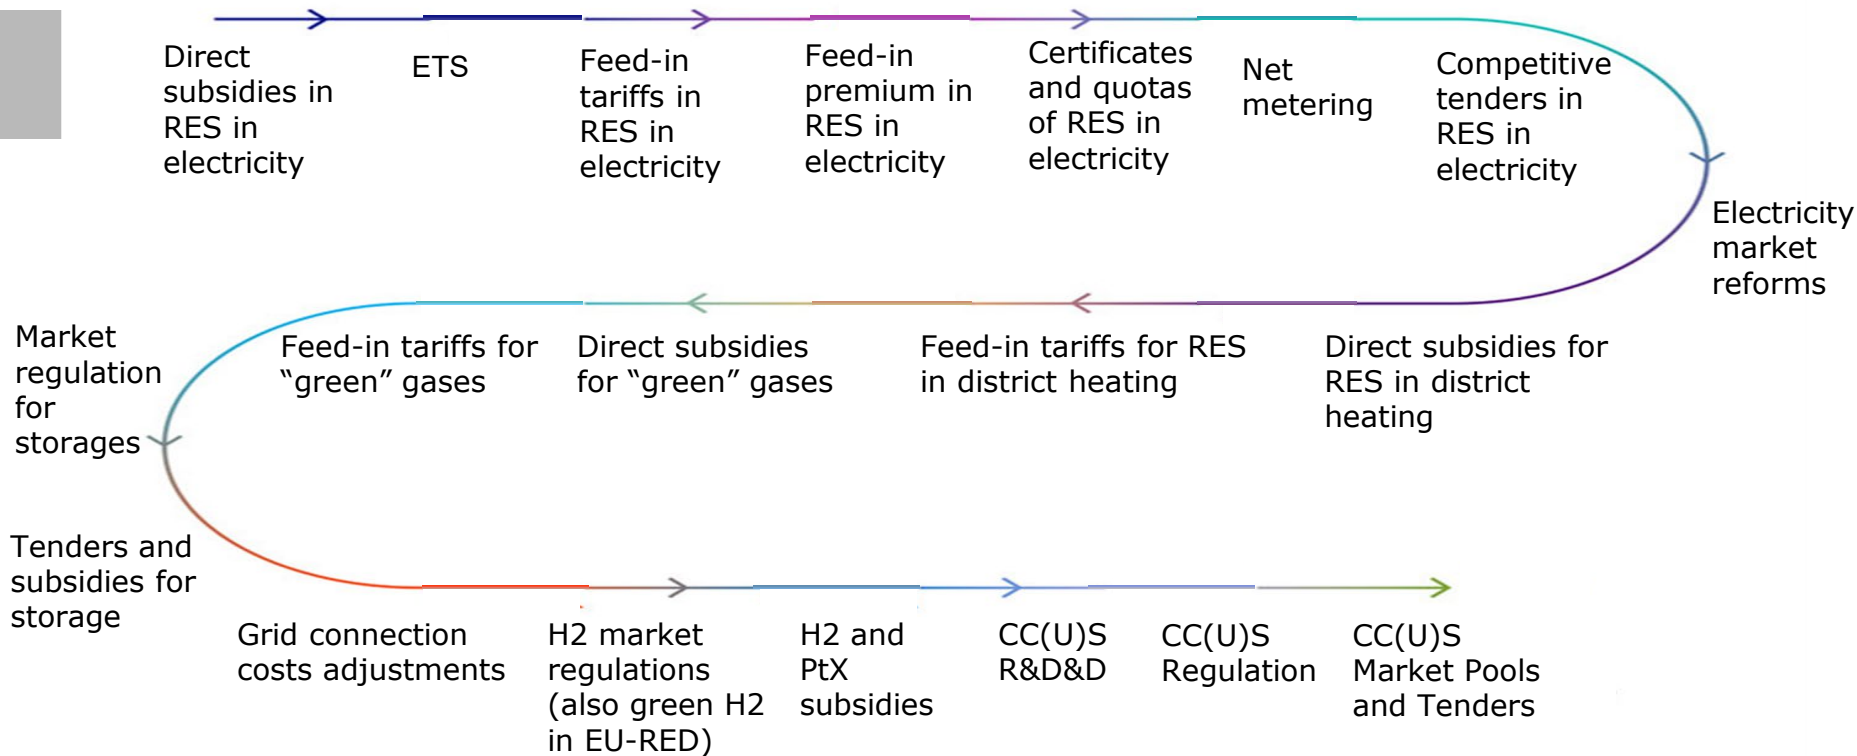 Direct
subsidies in
RES in
electricity
ETS
Feed-in
tariffs in
RES in
electricity
Feed-in
premium in
RES in
electricity
Certificates
and quotas
of RES in
electricity
Net
metering
Competitive
tenders in
RES in
electricity
Electricity
market
reforms
Direct subsidies for
RES in district
heating
Feed-in tariffs for RES
in district heating
Direct subsidies
for “green” gases
Feed-in tariffs for
“green” gases
Market
regulation
for
storages
Tenders and
subsidies for
storage
Grid connection
costs adjustments
H2 market
regulations
(also green H2
in EU-RED)
H2 and
PtX
subsidies
CC(U)S
R&D&D
CC(U)S
Regulation
CC(U)S
Market Pools
and Tenders